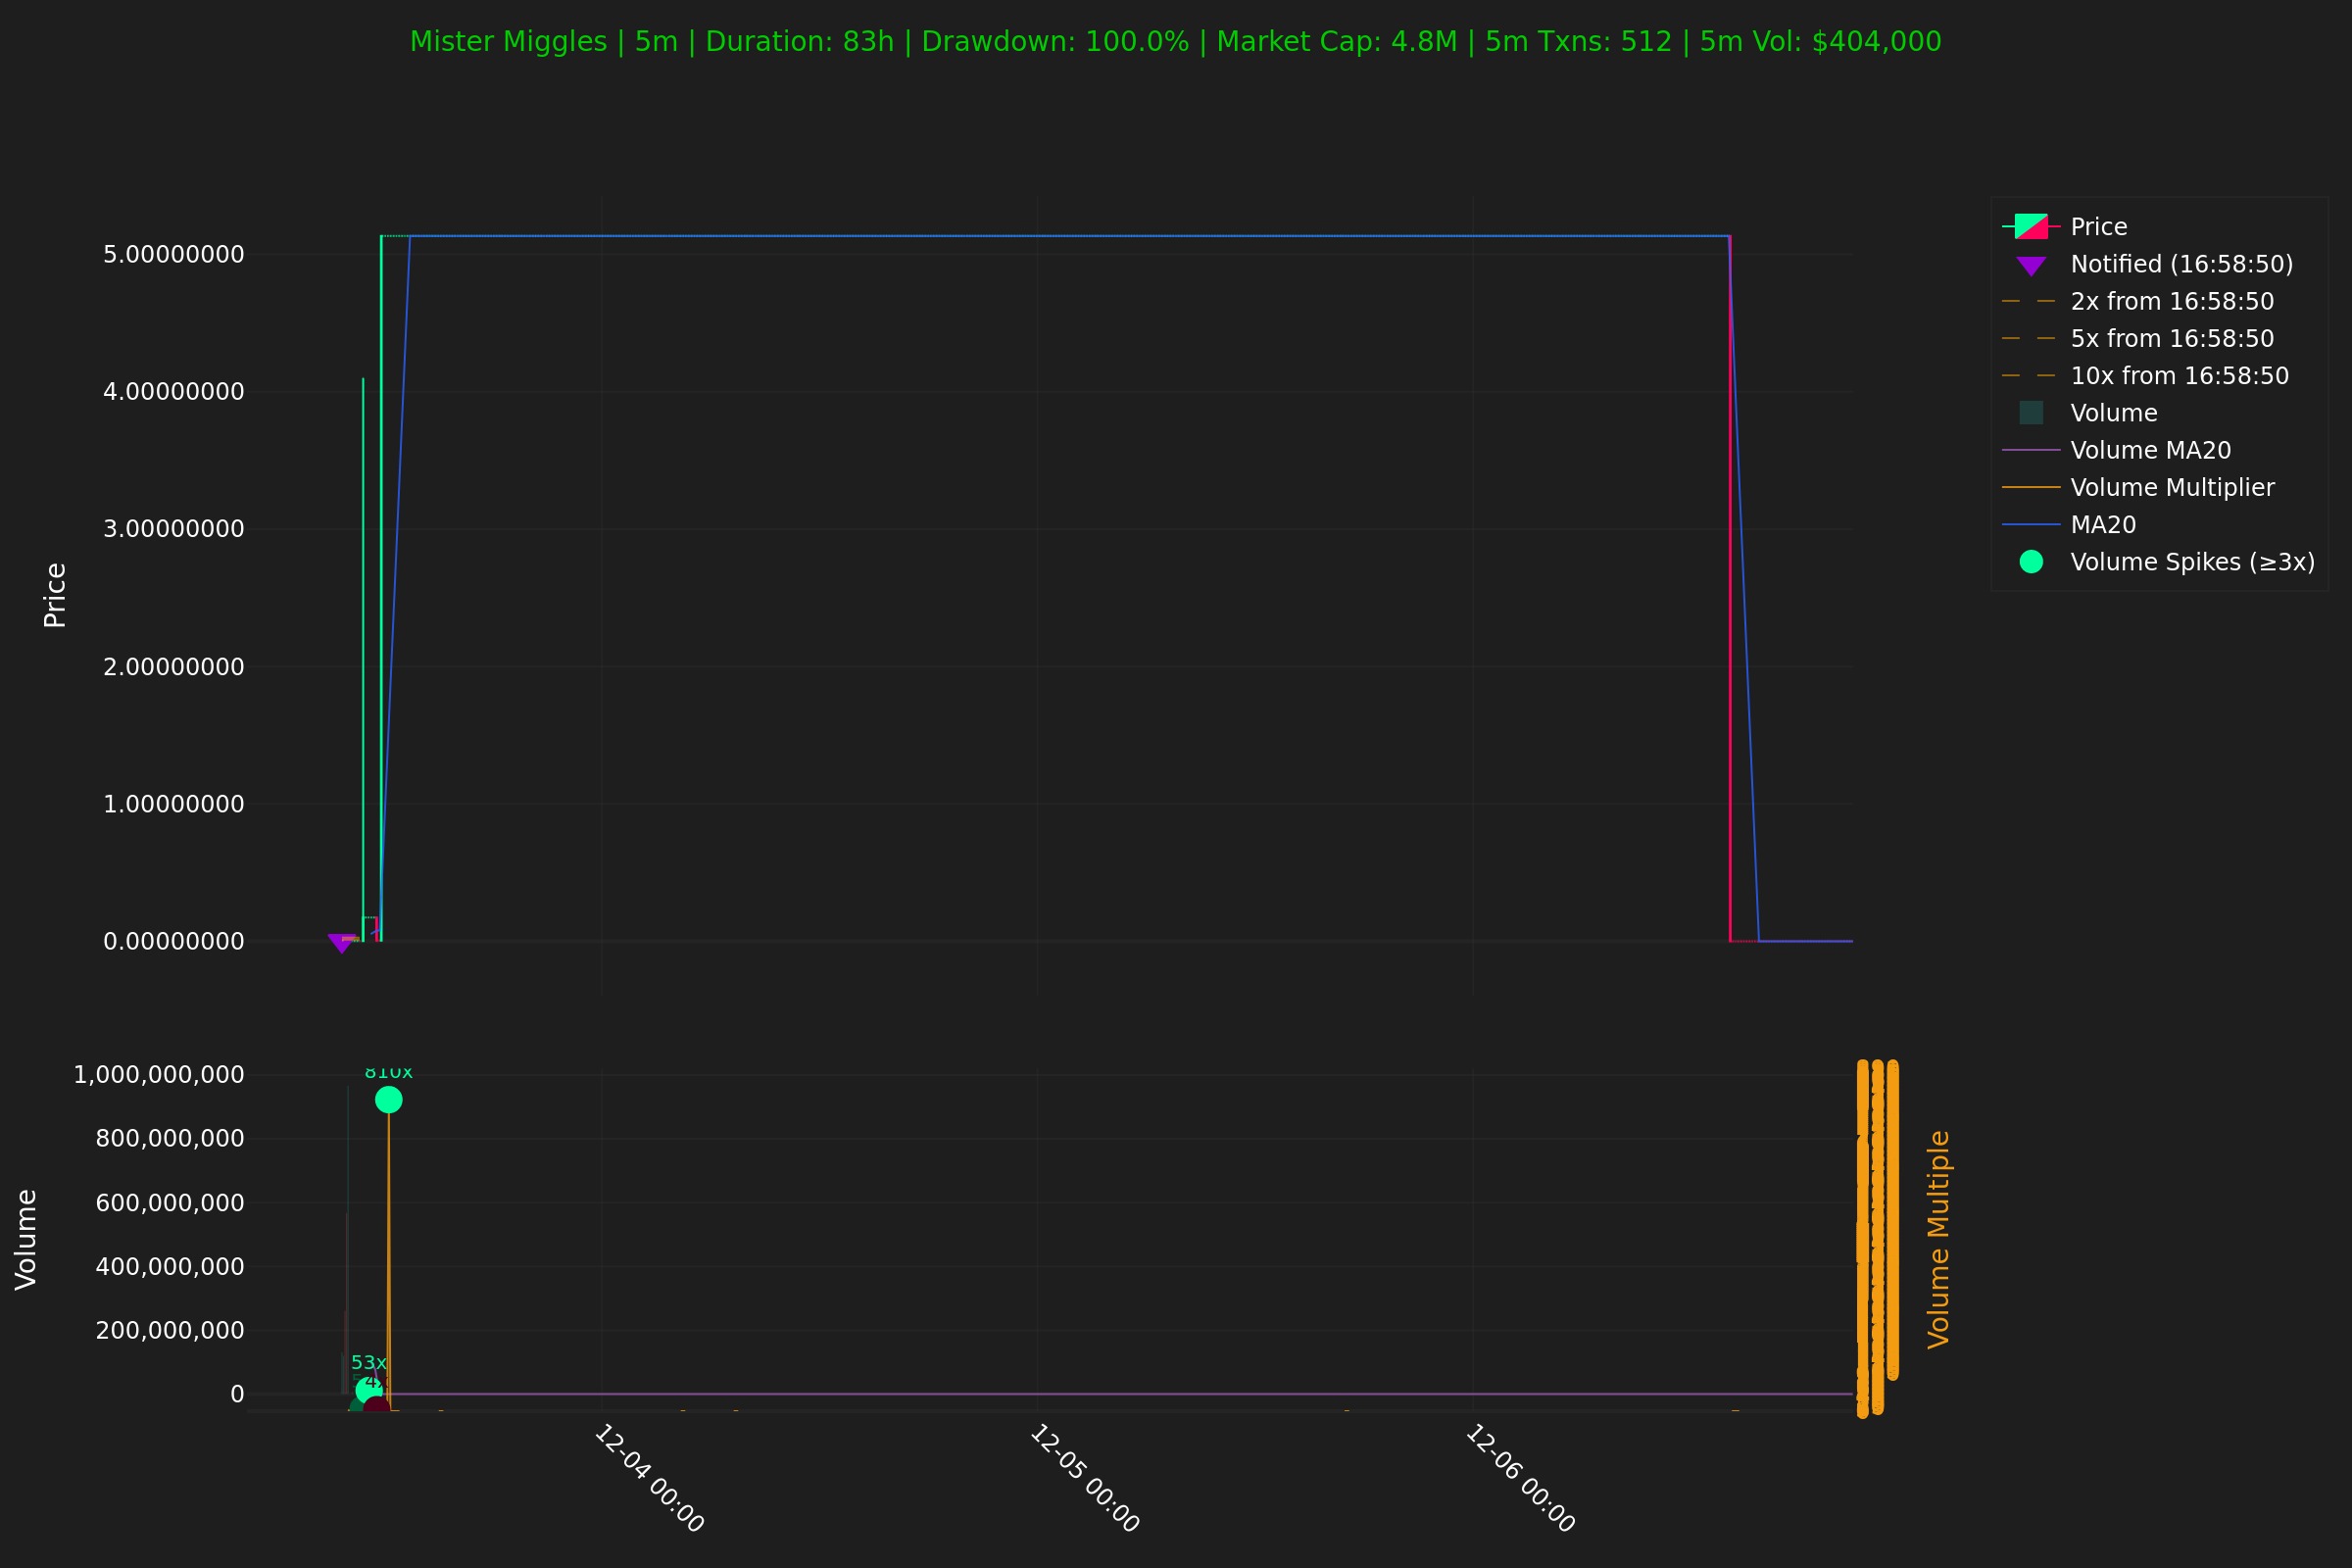 Mister Miggles | 5m | Duration: 83h | Drawdown: 100.0% | Market Cap: 4.8M | 5m Txns: 512 | 5m Vol: $404,000
Price
5.00000000
4.00000000
3.00000000
2.00000000
1.00000000
0.00000000
Price
Notified (16:58:50)
2x from 16:58:50
5x from 16:58:50
10x from 16:58:50
Volume
Volume MA20
Volume Multiplier
MA20
Volume Spikes (≥3x)
Volume
1,000,000,000
800,000,000
600,000,000
400,000,000
200,000,000
0
810x
53x
Volume Multiple
12-04 00:00
12-05 00:00
12-06 00:00